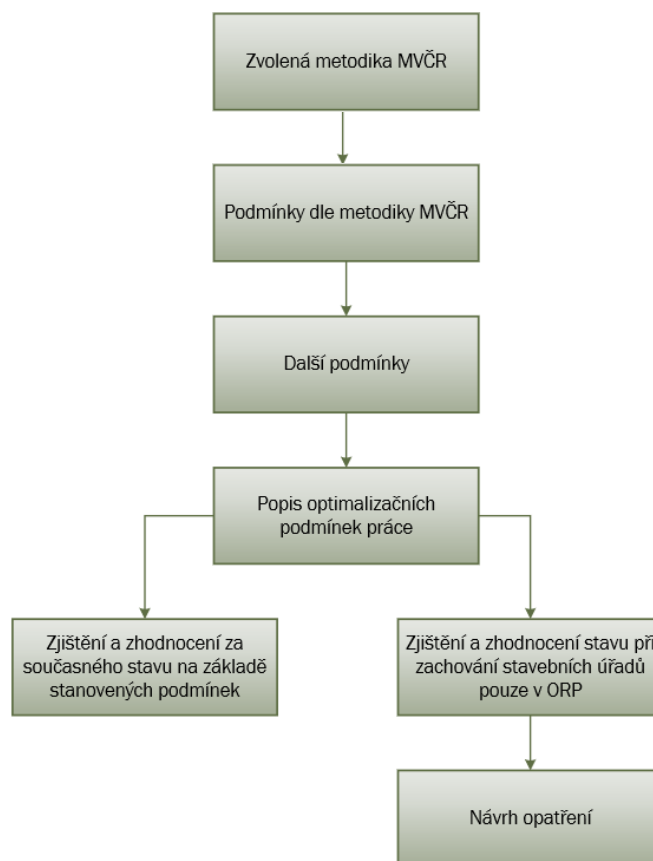 Zvolená metodika MVČR
Podmínky dle metodiky MVČR
Další podmínky
Popis optimalizačních
podmínek práce
Zjištění a zhodnocení za
současného stavu na základě
stanovených podmínek
Zjištění a zhodnocení stavu při
zachování stavebních úřadů
pouze v ORP
Návrh opatření